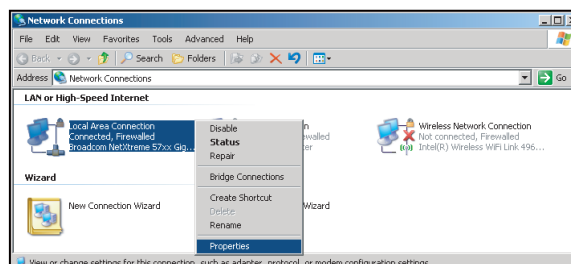 Network Connections
File Edit View Favorites Tools Advanced Help
Back Search Folders
Address Network Connections Go
LAN or High-Speed Internet
Local Area Connection
Connected, Firewalled
Broadcom NetXtreme 57xx Gig...
Disable
Status
Repair
Bridge Connections
Create Shortcut
Delete
Rename
Properties
n
ewalled
ter
Wireless Network Connection
Not connected, Firewalled
Intel(R) Wireless WiFi Link 496...
Wizard
New Connection Wizard
Wizard
View or change settings for this connection, such as adapter, protocol, or modem configuration settings.